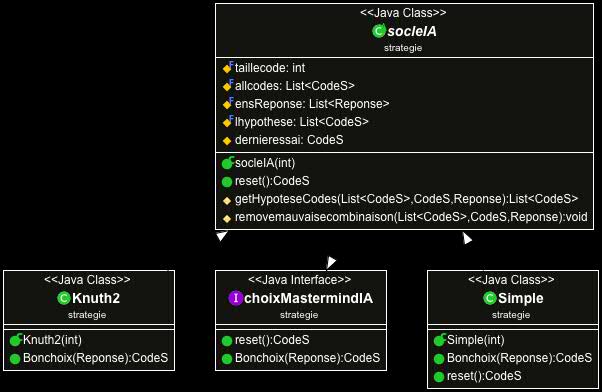 <<Java Class>>
socleIA
strategie
taillecode: int
allcodes: List<CodeS>
ensReponse: List<Reponse>
lhypothese: List<CodeS>
dernieressai: CodeS
socleIA(int)
reset():CodeS
getHypoteseCodes(List<CodeS>,CodeS,Reponse):List<CodeS>
removemauvaisecombinaison(List<CodeS>,CodeS,Reponse):void
<<Java Class>>
Knuth2
strategie
Knuth2(int)
Bonchoix(Reponse):CodeS
<<Java Interface>>
choixMastermindIA
strategie
reset():CodeS
Bonchoix(Reponse):CodeS
<<Java Class>>
Simple
strategie
Simple(int)
Bonchoix(Reponse):CodeS
reset():CodeS